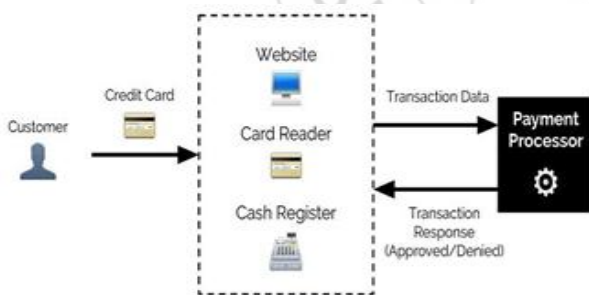 Customer
Credit Card
Website
Card Reader
Cash Register
Transaction Data
Payment
Processor
Transaction
Response
(Approved/Denied)